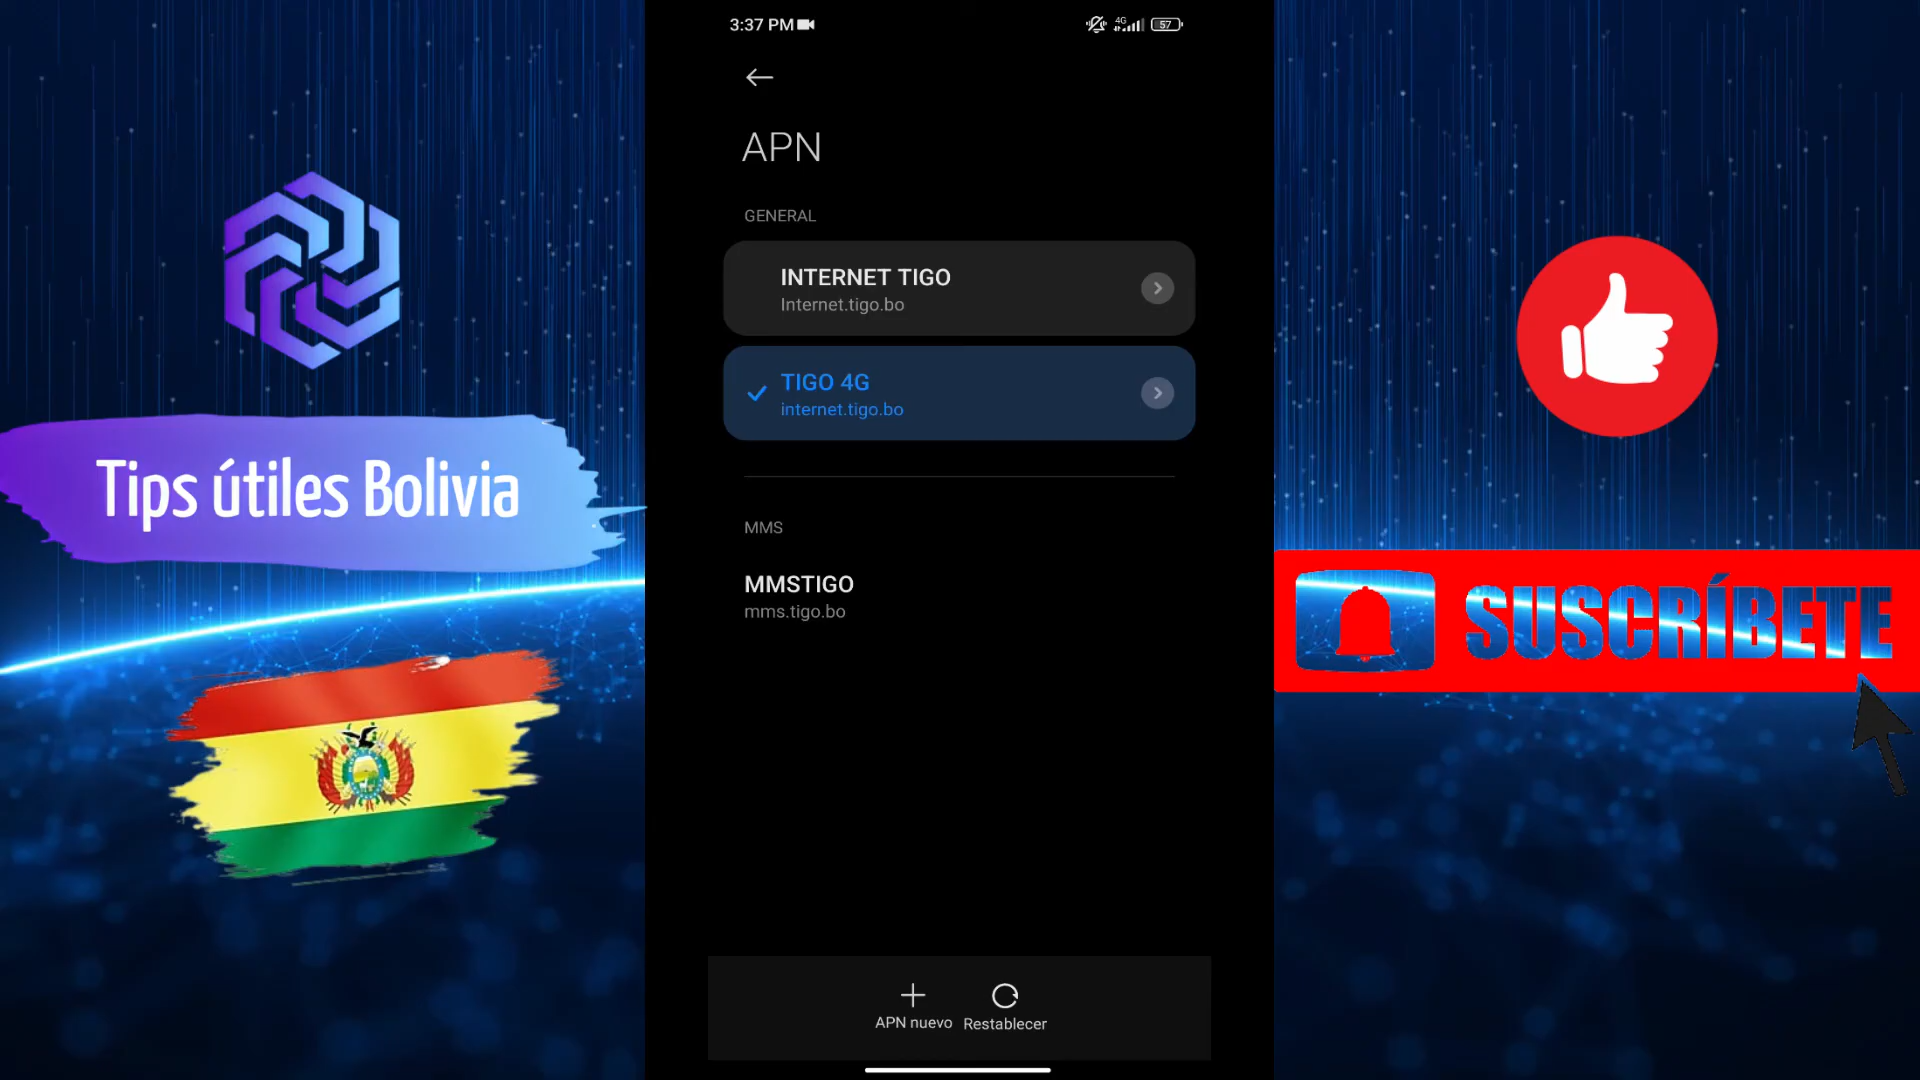 3:37 PM
4G
57
APN
GENERAL
INTERNET TIGO
Internet.tigo.bo
TIGO 4G
internet.tigo.bo
MMS
MMSTIGO
mms.tigo.bo
APN nuevo
Restablecer
Tips útiles Bolivia
SUSCRÍBETE